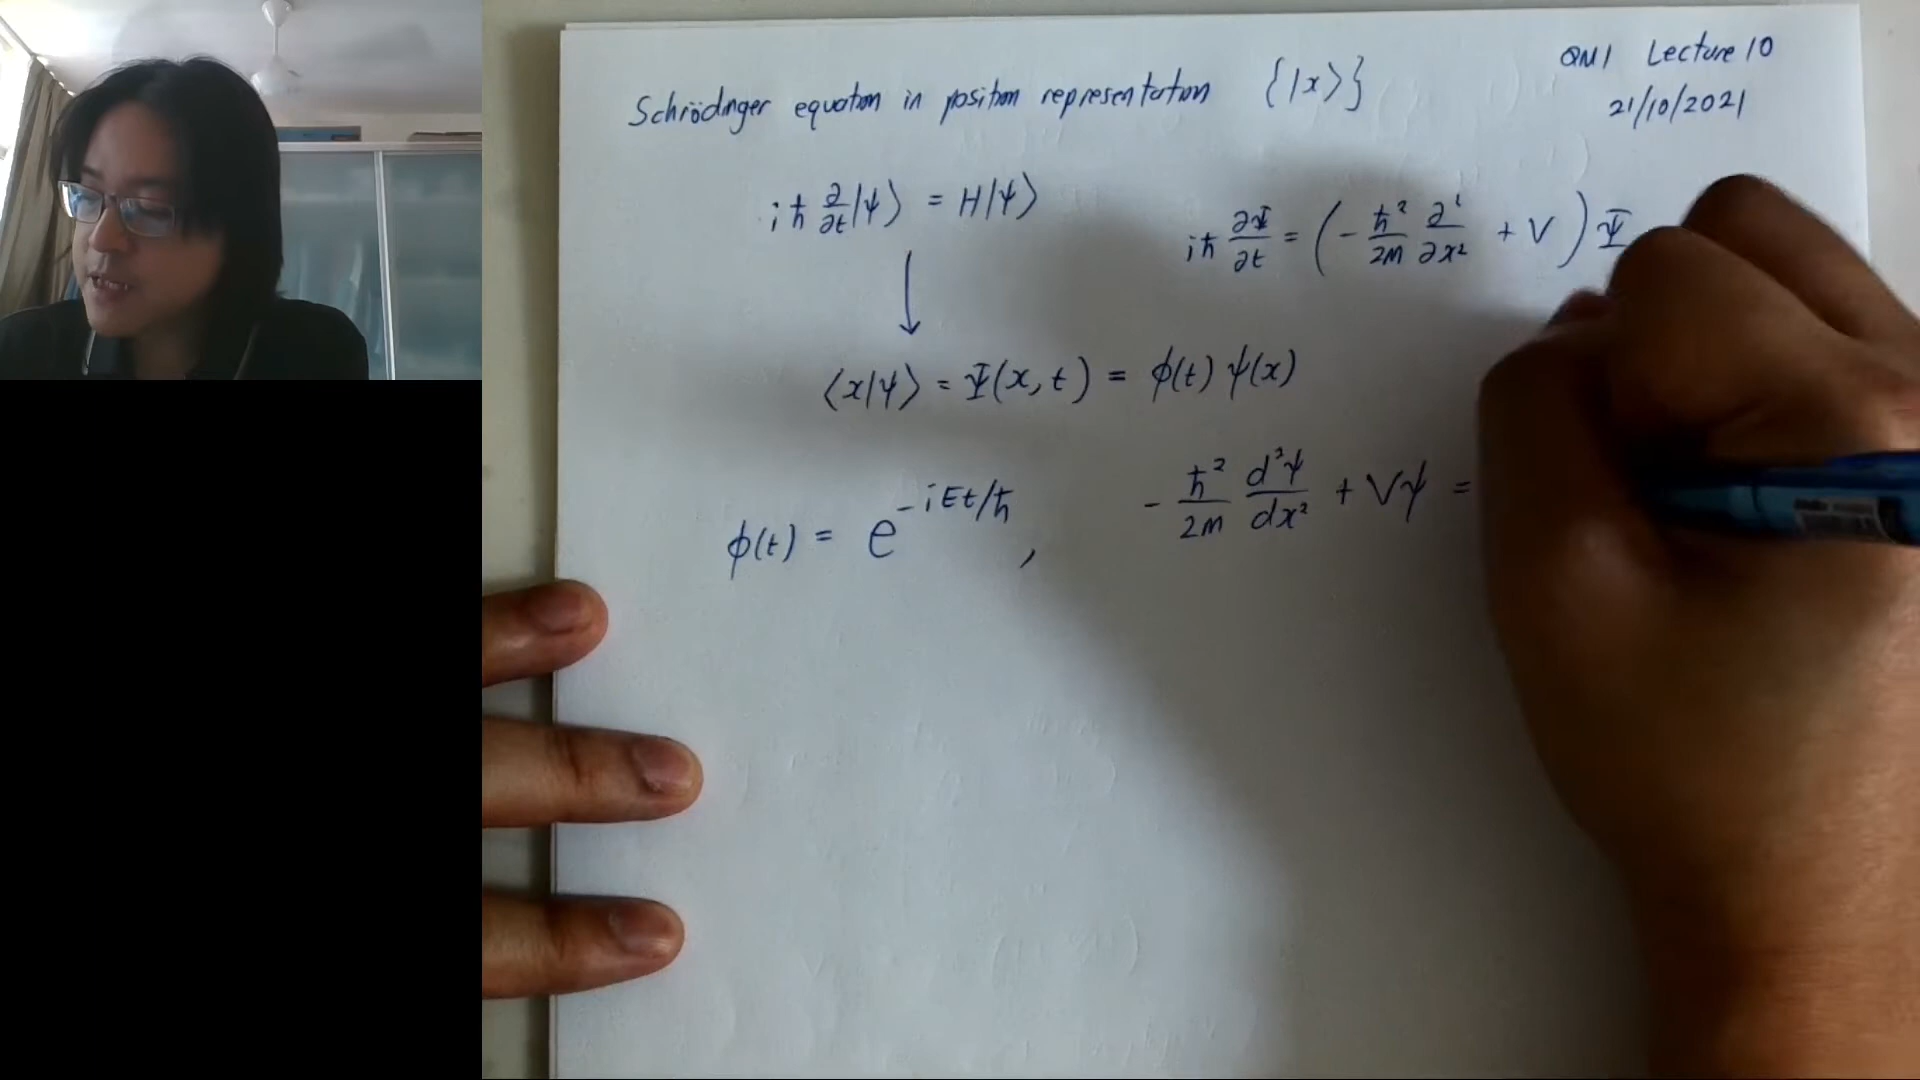 QM1 Lecture 10
21/10/2021
Schrödinger equation in position representation {|x⟩}
iħ ∂/∂t |ψ⟩ = H|ψ⟩
iħ ∂Ψ/∂t = (-ħ²/2m ∂²/∂x² + V) Ψ
↓
⟨x|ψ⟩ = Ψ(x, t) = ϕ(t) ψ(x)
ϕ(t) = e^{-iEt/ħ} , -ħ²/2m d²ψ/dx² + Vψ =